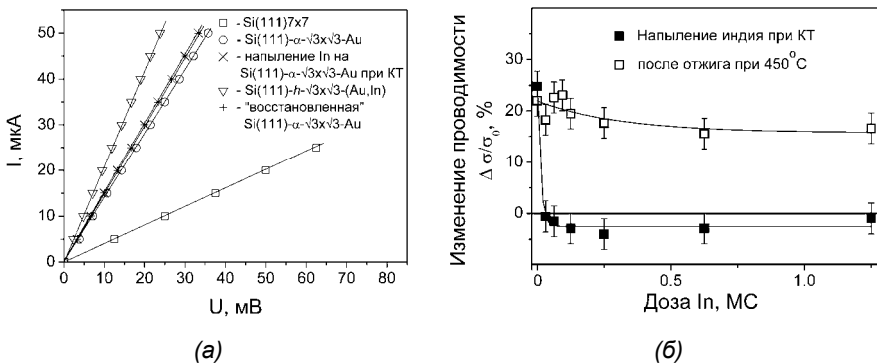 (а)
I, мкА
50
40
30
20
10
0
0 10 20 30 40 50 60 70 80
U, мВ
- Si(111)7x7
- Si(111)-α-√3x√3-Au
- напыление In на
Si(111)-α-√3x√3-Au при КТ
- Si(111)-h-√3x√3-(Au,In)
- "восстановленная"
Si(111)-α-√3x√3-Au
(а)
б)
Изменение проводимости
Δ σ/σ₀, %
40
30
20
10
0
-10
0 0.5 1.0
Доза In, МС
Напыление индия при КТ
после отжига при 450°C
(б)